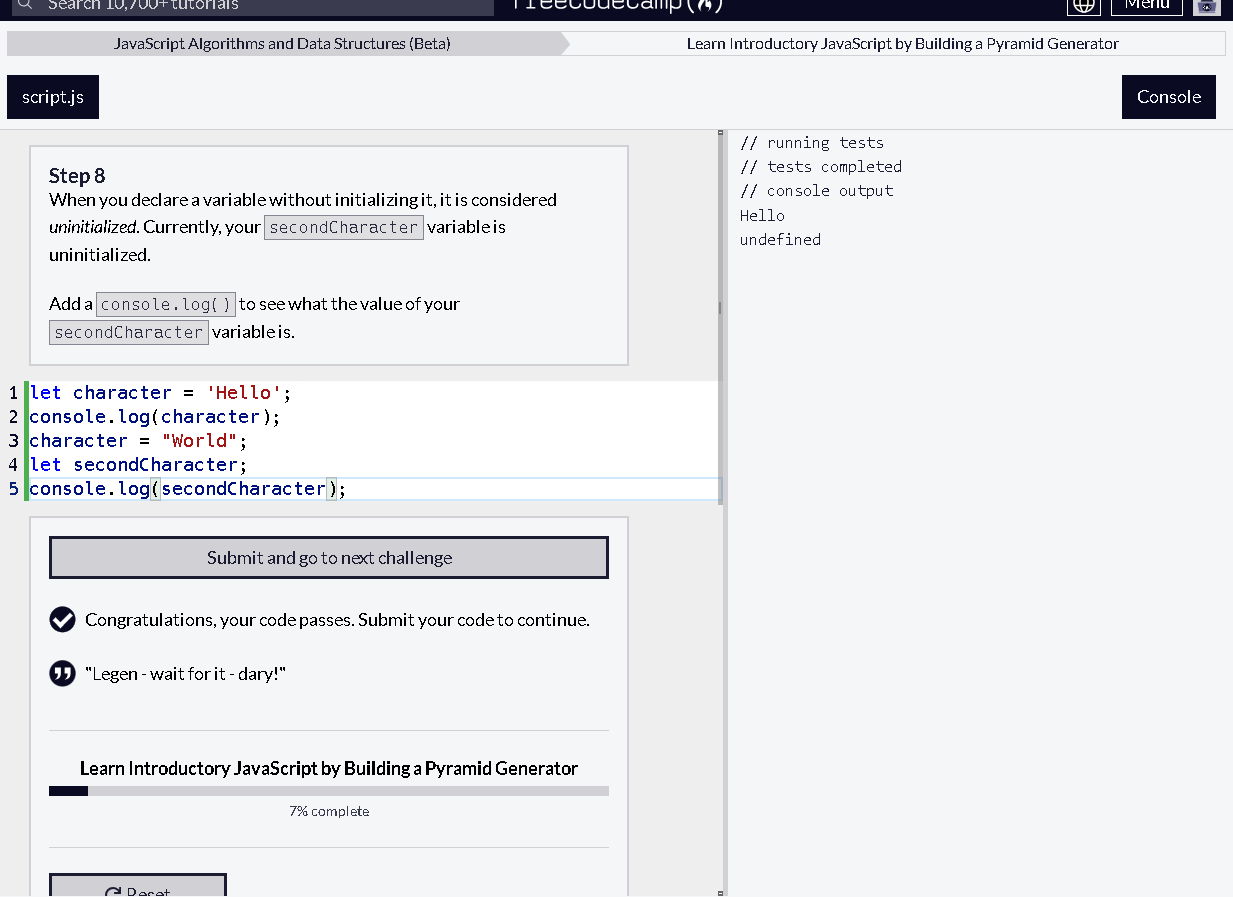 Search 10,700+ tutorials
freeCodeCamp
Menu
JavaScript Algorithms and Data Structures (Beta)
Learn Introductory JavaScript by Building a Pyramid Generator
script.js
Console
Step 8
When you declare a variable without initializing it, it is considered
uninitialized. Currently, your secondCharacter variable is
uninitialized.
Add a console.log() to see what the value of your
secondCharacter variable is.
1 let character = 'Hello';
2 console.log(character);
3 character = "World";
4 let secondCharacter;
5 console.log(secondCharacter);
Submit and go to next challenge
Congratulations, your code passes. Submit your code to continue.
"Legen - wait for it - dary!"
Learn Introductory JavaScript by Building a Pyramid Generator
7% complete
Reset
// running tests
// tests completed
// console output
Hello
undefined